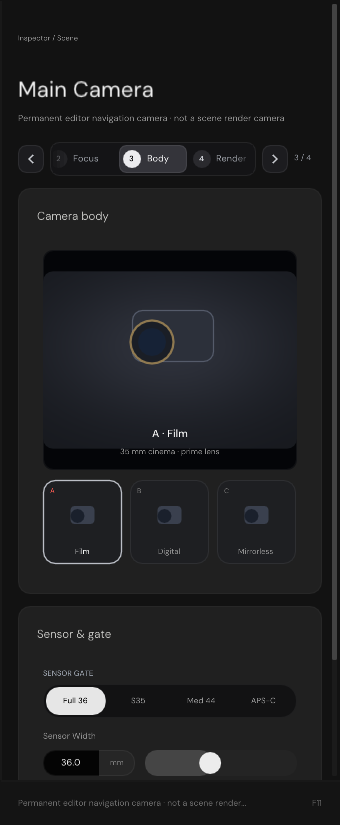 Inspector / Scene
Main Camera
Permanent editor navigation camera · not a scene render camera
2 Focus 3 Body 4 Render 3 / 4
Camera body
A · Film
35 mm cinema · prime lens
A B C
Film Digital Mirrorless
Sensor & gate
SENSOR GATE
Full 36 S35 Med 44 APS-C
Sensor Width
36.0 mm
Permanent editor navigation camera · not a scene render... F11